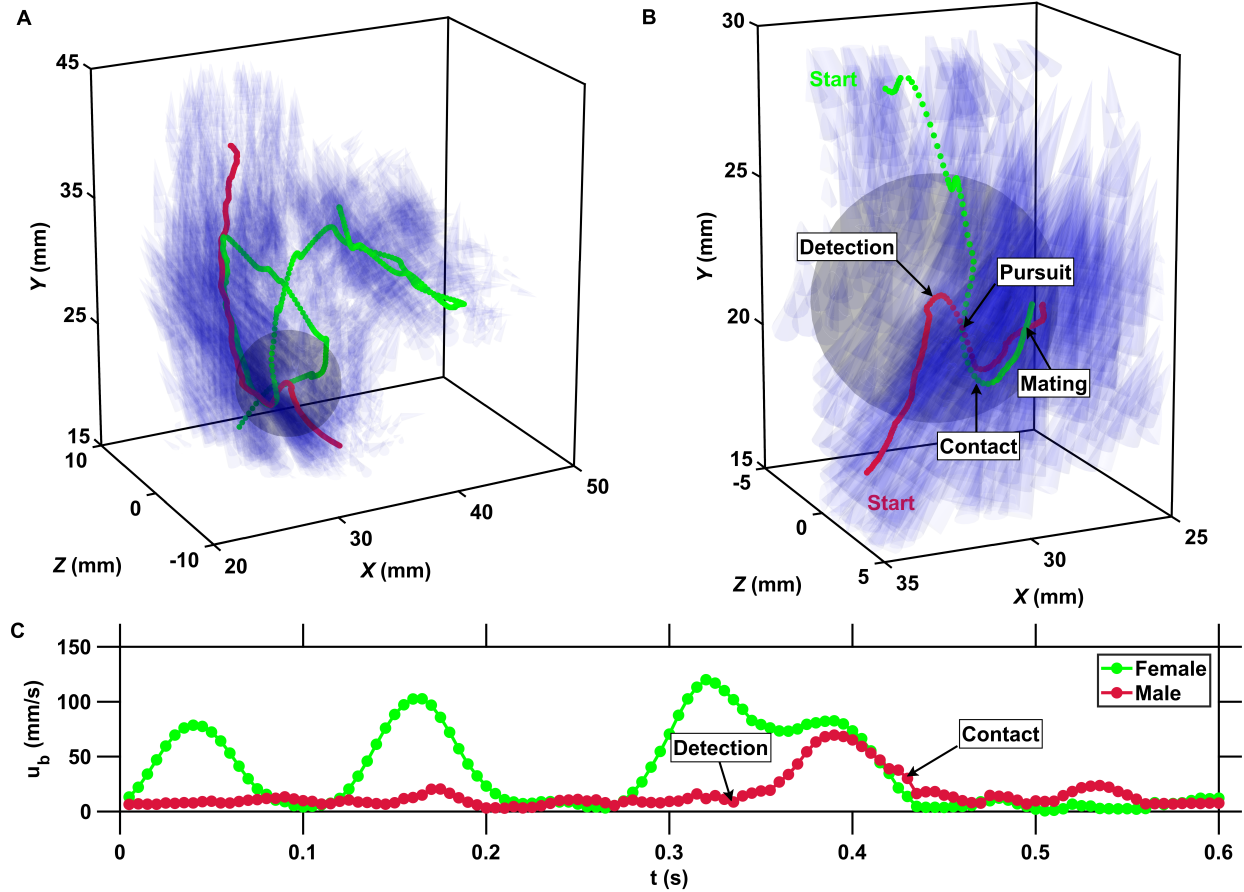 A
45
35
25
15
Y (mm)
10
0
-10
Z (mm)
20
30
40
50
X (mm)
B
30
25
20
15
Y (mm)
Start
Detection
Pursuit
Mating
Contact
Start
-5
0
5
Z (mm)
35
30
25
X (mm)
C
150
100
50
0
u_b (mm/s)
Female
Male
Detection
Contact
0
0.1
0.2
0.3
0.4
0.5
0.6
t (s)